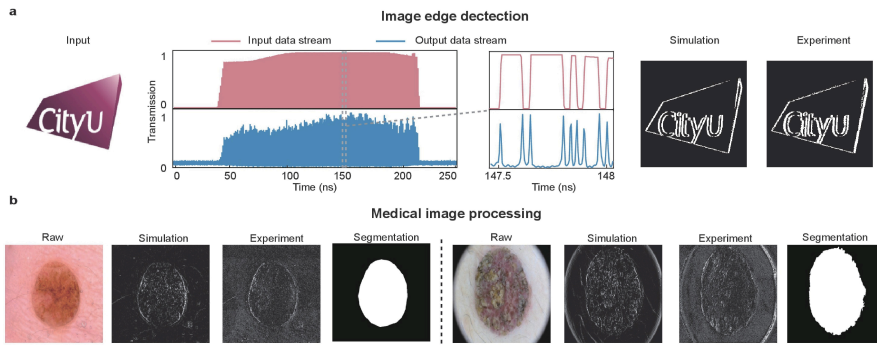 a
Image edge dectection
Input
Input data stream
Output data stream
Simulation
Experiment
CityU
Transmission
1
0
1
0
0
50
100
150
200
250
Time (ns)
147.5
148
Time (ns)
CityU
CityU
b
Medical image processing
Raw
Simulation
Experiment
Segmentation
Raw
Simulation
Experiment
Segmentation